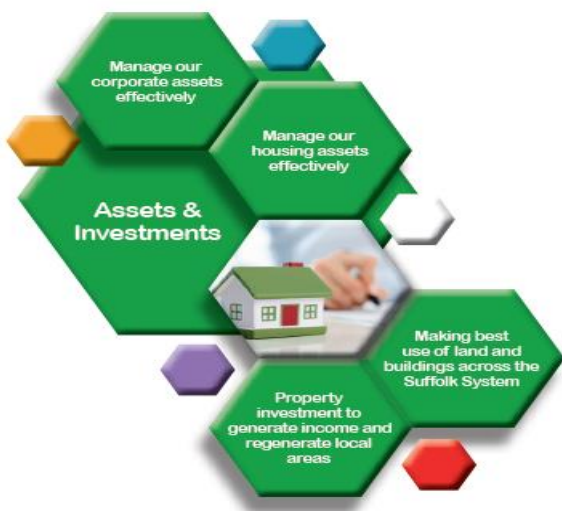 Manage our
corporate assets
effectively
Manage our
housing assets
effectively
Assets &
Investments
Making best
use of land and
buildings across the
Suffolk System
Property
investment to
generate income and
regenerate local
areas